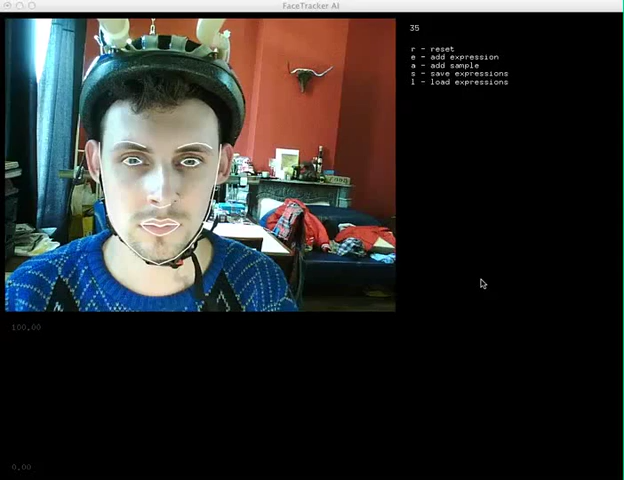 FaceTracker AI
35
r - reset
e - add expression
a - add sample
s - save expressions
l - load expressions
100.00
0.00